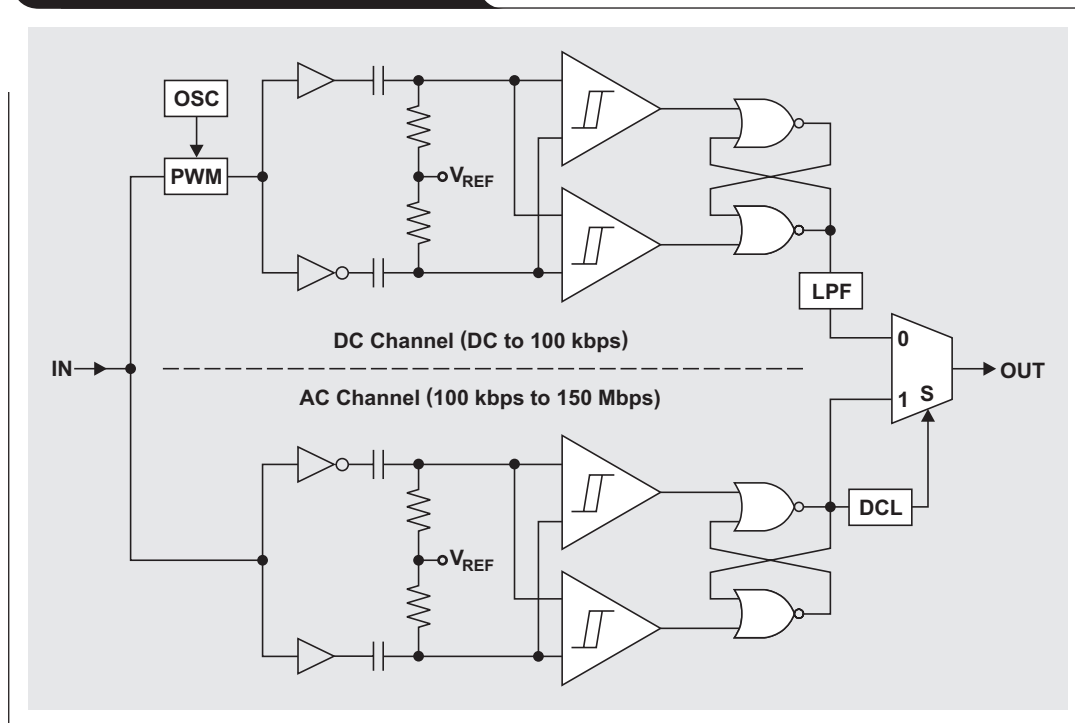 OSC
PWM
VREF
LPF
DC Channel (DC to 100 kbps)
0
IN
OUT
AC Channel (100 kbps to 150 Mbps)
1 S
DCL
VREF